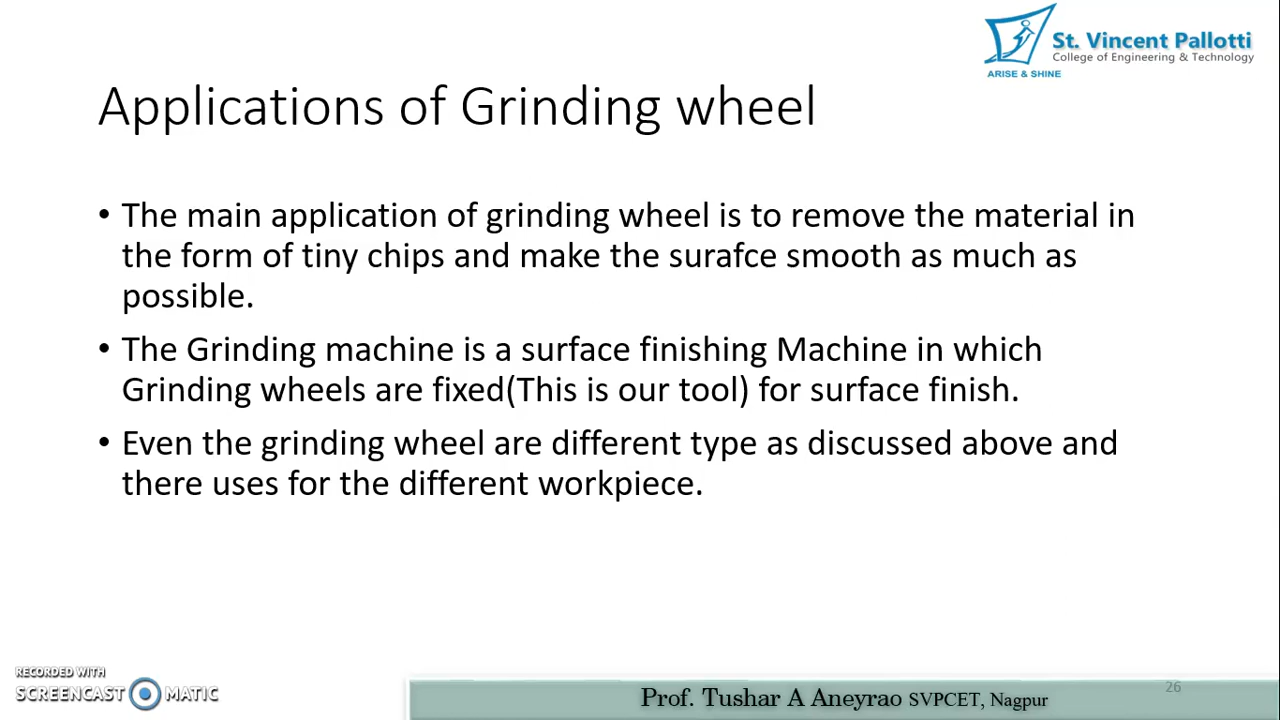 St. Vincent Pallotti
College of Engineering & Technology
ARISE & SHINE
Applications of Grinding wheel
• The main application of grinding wheel is to remove the material in
the form of tiny chips and make the surafce smooth as much as
possible.
• The Grinding machine is a surface finishing Machine in which
Grinding wheels are fixed(This is our tool) for surface finish.
• Even the grinding wheel are different type as discussed above and
there uses for the different workpiece.
RECORDED WITH
SCREENCAST MATIC
Prof. Tushar A Aneyrao SVPCET, Nagpur
26